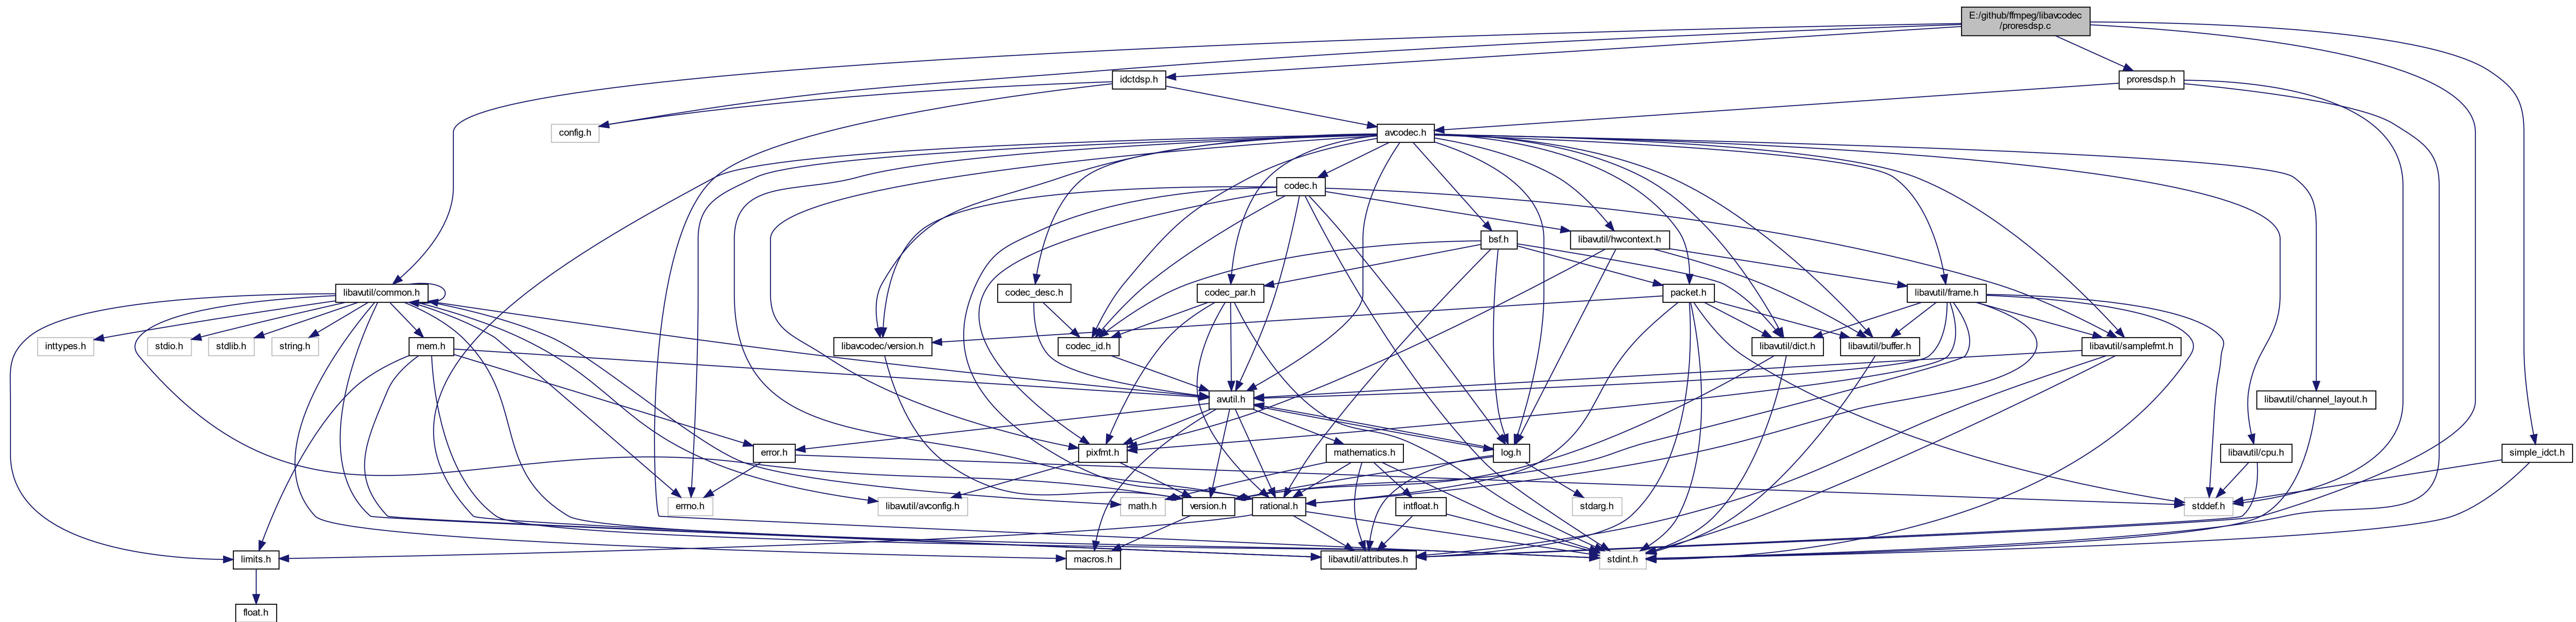 E:/github/ffmpeg/libavcodec
/proresdsp.c
idctdsp.h
proresdsp.h
config.h
avcodec.h
codec.h
bsf.h
libavutil/hwcontext.h
libavutil/common.h
codec_desc.h
codec_par.h
packet.h
libavutil/frame.h
inttypes.h
stdio.h
stdlib.h
string.h
mem.h
libavcodec/version.h
codec_id.h
libavutil/dict.h
libavutil/buffer.h
libavutil/samplefmt.h
avutil.h
libavutil/channel_layout.h
error.h
pixfmt.h
mathematics.h
log.h
libavutil/cpu.h
simple_idct.h
errno.h
libavutil/avconfig.h
math.h
version.h
rational.h
intfloat.h
stdarg.h
stddef.h
limits.h
macros.h
libavutil/attributes.h
stdint.h
float.h